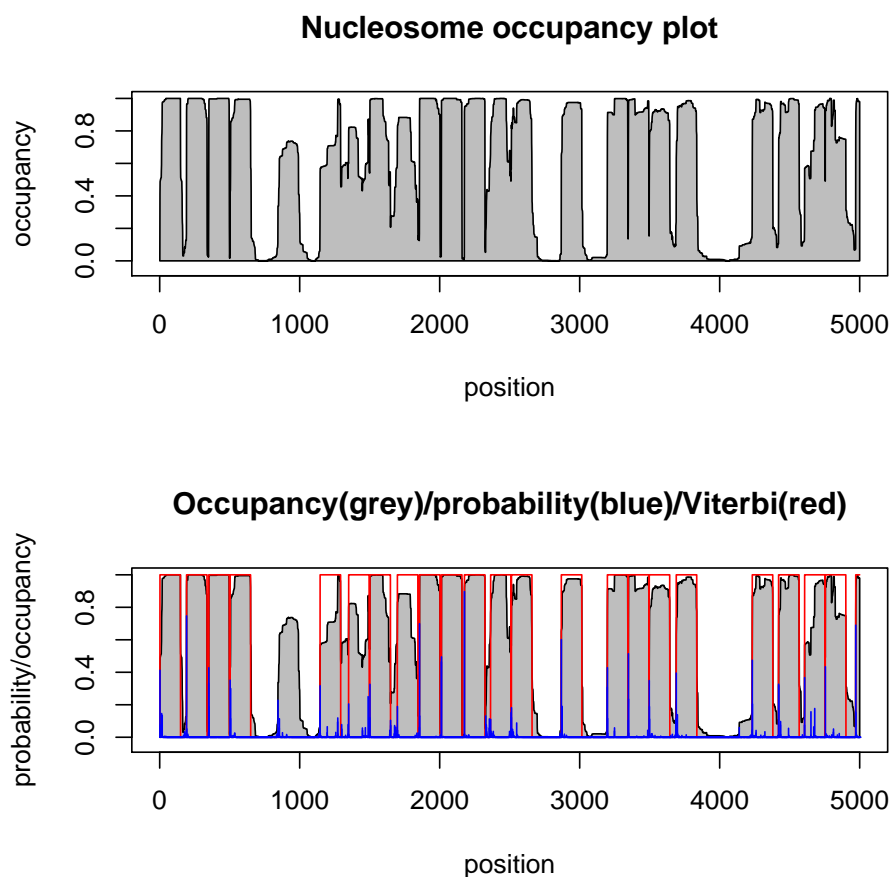 Nucleosome occupancy plot
occupancy
0.8
0.4
0.0
0 1000 2000 3000 4000 5000
position
Occupancy(grey)/probability(blue)/Viterbi(red)
probability/occupancy
0.8
0.4
0.0
0 1000 2000 3000 4000 5000
position